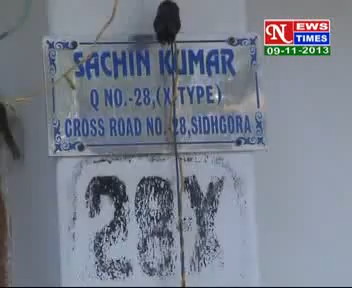 NEWS
TIMES
09-11-2013
SACHIN KUMAR
Q NO.-28,(X TYPE)
CROSS ROAD NO.-28, SIDHGORA
28X